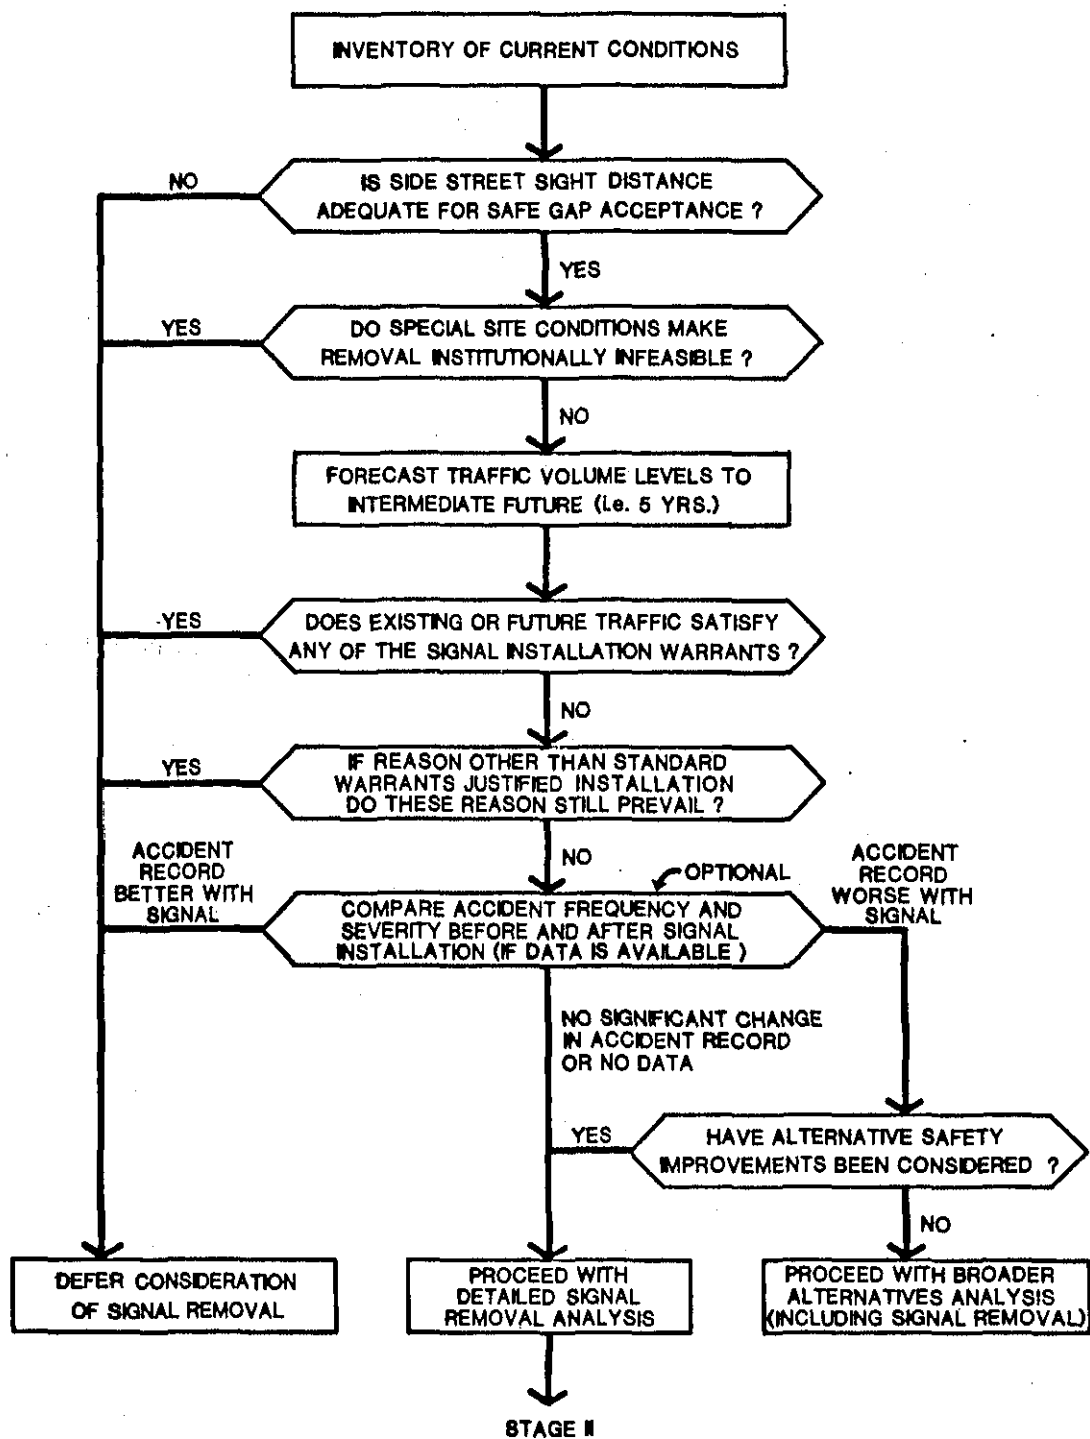 INVENTORY OF CURRENT CONDITIONS
NO
IS SIDE STREET SIGHT DISTANCE
ADEQUATE FOR SAFE GAP ACCEPTANCE ?
YES
YES
DO SPECIAL SITE CONDITIONS MAKE
REMOVAL INSTITUTIONALLY INFEASIBLE ?
NO
FORECAST TRAFFIC VOLUME LEVELS TO
INTERMEDIATE FUTURE (i.e. 5 YRS.)
YES
DOES EXISTING OR FUTURE TRAFFIC SATISFY
ANY OF THE SIGNAL INSTALLATION WARRANTS ?
NO
YES
IF REASON OTHER THAN STANDARD
WARRANTS JUSTIFIED INSTALLATION
DO THESE REASON STILL PREVAIL ?
NO
ACCIDENT
RECORD
BETTER WITH
SIGNAL
OPTIONAL
ACCIDENT
RECORD
WORSE WITH
SIGNAL
COMPARE ACCIDENT FREQUENCY AND
SEVERITY BEFORE AND AFTER SIGNAL
INSTALLATION (IF DATA IS AVAILABLE )
NO SIGNIFICANT CHANGE
IN ACCIDENT RECORD
OR NO DATA
YES
HAVE ALTERNATIVE SAFETY
IMPROVEMENTS BEEN CONSIDERED ?
NO
DEFER CONSIDERATION
OF SIGNAL REMOVAL
PROCEED WITH
DETAILED SIGNAL
REMOVAL ANALYSIS
PROCEED WITH BROADER
ALTERNATIVES ANALYSIS
(INCLUDING SIGNAL REMOVAL)
STAGE II